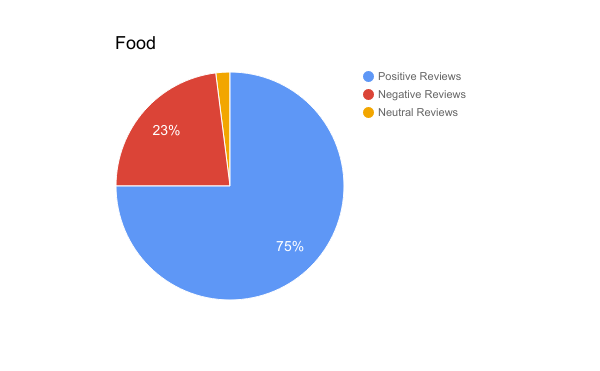 Food
Positive Reviews
Negative Reviews
Neutral Reviews
23%
75%